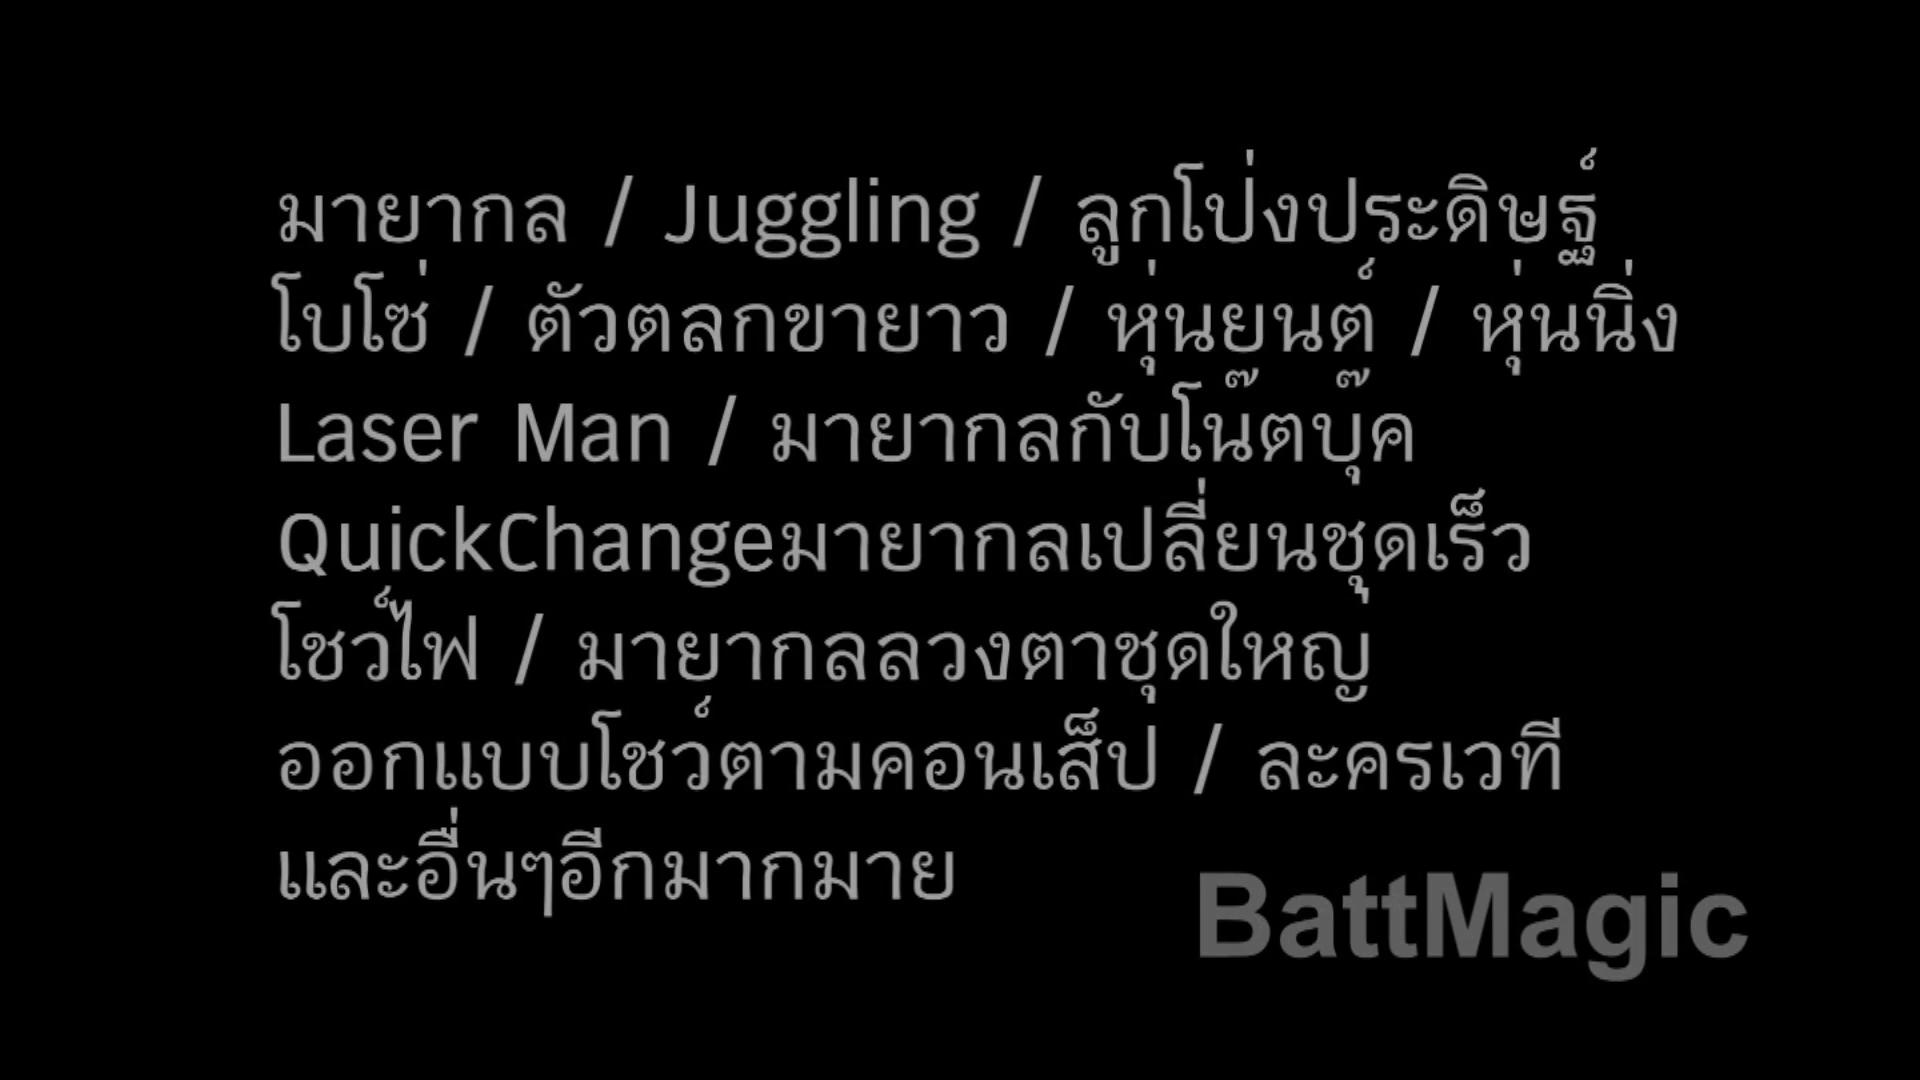 มายากล / Juggling / ลูกโป่งประดิษฐ์
โบโซ่ / ตัวตลกขายาว / หุ่นยนต์ / หุ่นนิ่ง
Laser Man / มายากลกับโน๊ตบุ๊ค
QuickChangeมายากลเปลี่ยนชุดเร็ว
โชว์ไฟ / มายากลลวงตาชุดใหญ่
ออกแบบโชว์ตามคอนเส็ป / ละครเวที
และอื่นๆอีกมากมาย
BattMagic